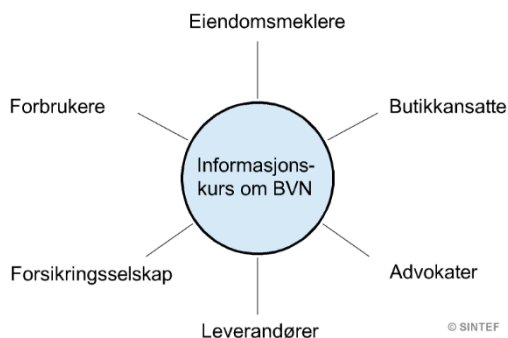 Eiendomsmeklere
Forbrukere
Butikkansatte
Informasjons-
kurs om BVN
Forsikringsselskap
Advokater
Leverandører
© SINTEF